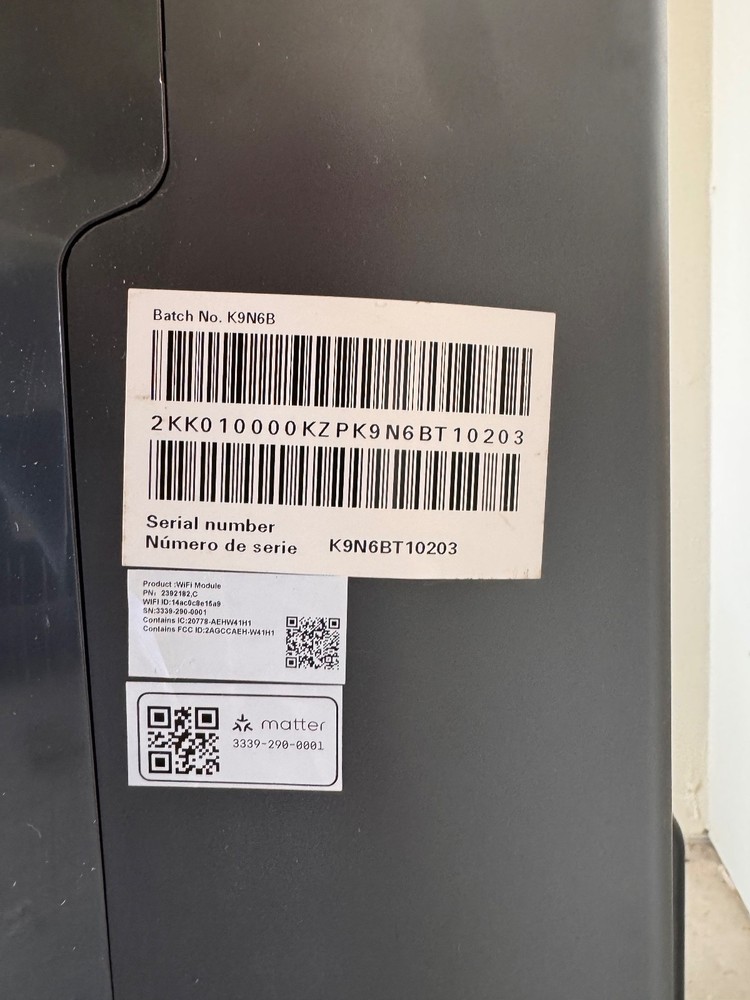 Batch No. K9N6B
2KK010000KZPK9N6BT10203
Serial number
Número de serie K9N6BT10203
Product :WiFi Module
PN: 2392182,C
WIFI ID:14ac0c8e15a9
SN:3339-290-0001
Contains IC:20778-AEHW41H1
Contains FCC ID:2AGCCAEH-W41H1
matter
3339-290-0001